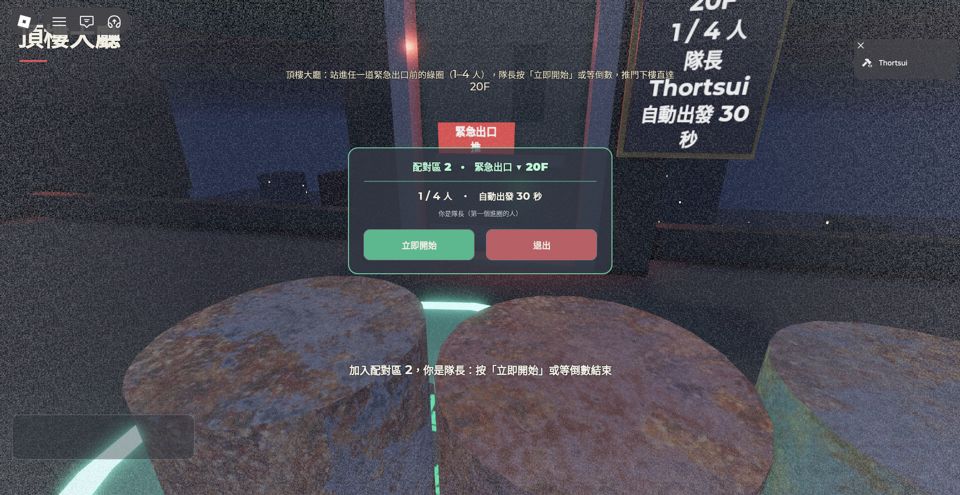 頂樓大廳
20F
1 / 4 人
隊長
Thortsui
自動出發 30
秒
Thortsui
頂樓大廳：站進任一道緊急出口前的綠圈（1–4 人），隊長按「立即開始」或等倒數，推門下樓直達
20F
緊急出口
推
配對區 2 • 緊急出口 ▼ 20F
1 / 4 人 • 自動出發 30 秒
你是隊長（第一個進圈的人）
立即開始
退出
加入配對區 2，你是隊長：按「立即開始」或等倒數結束